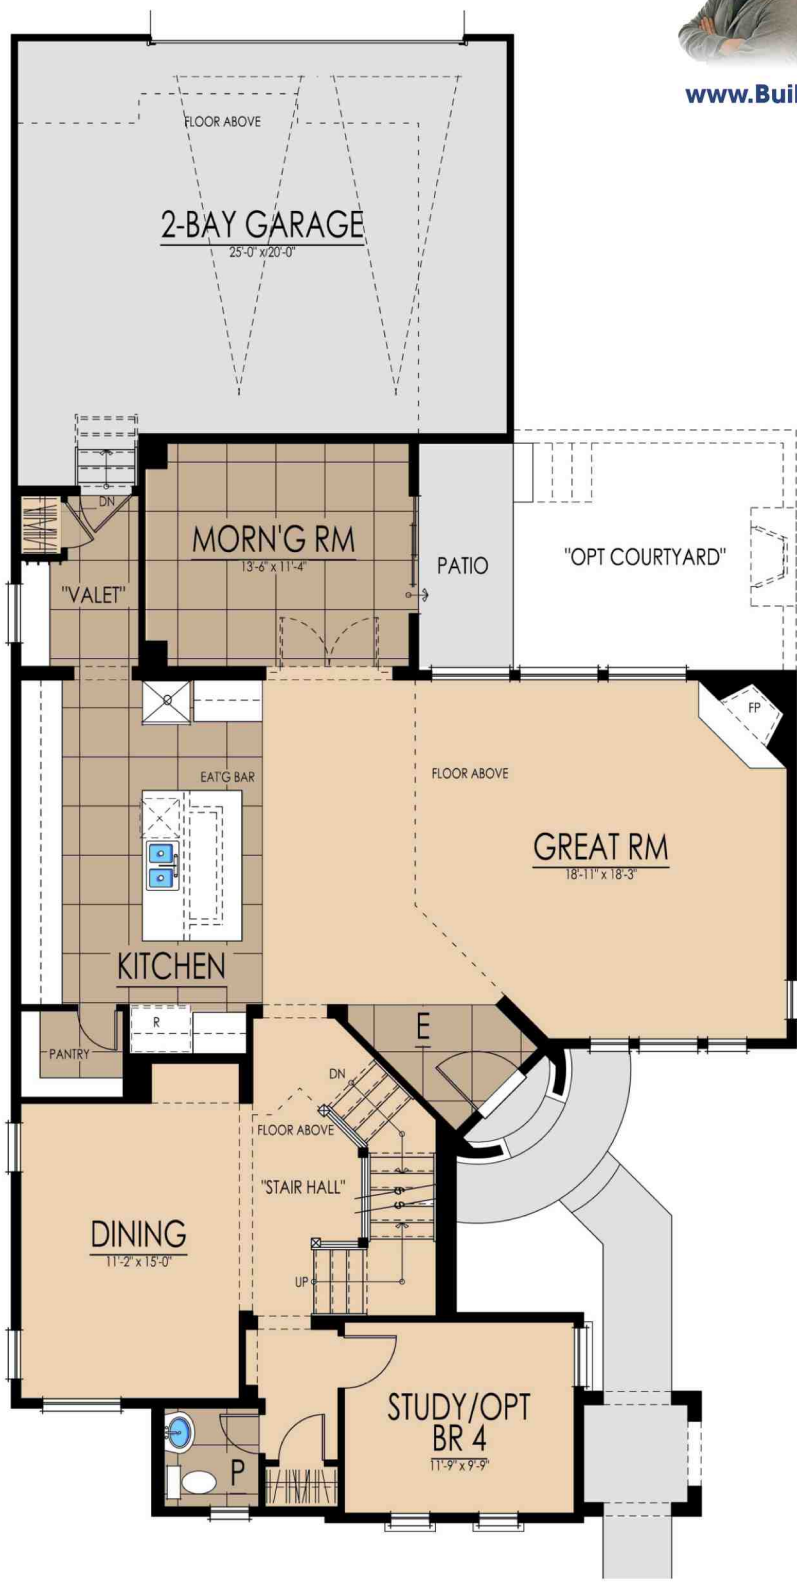 www.Buil
FLOOR ABOVE
2-BAY GARAGE
25'-0" x 20'-0"
DN
MORN'G RM
13'-6" x 11'-4"
"VALET"
PATIO
"OPT COURTYARD"
FP
EAT'G BAR
FLOOR ABOVE
GREAT RM
18'-11" x 18'-3"
KITCHEN
R
E
PANTRY
DN
FLOOR ABOVE
"STAIR HALL"
DINING
11'-2" x 15'-0"
UP
STUDY/OPT
BR 4
11'-9" x 9'-9"
P